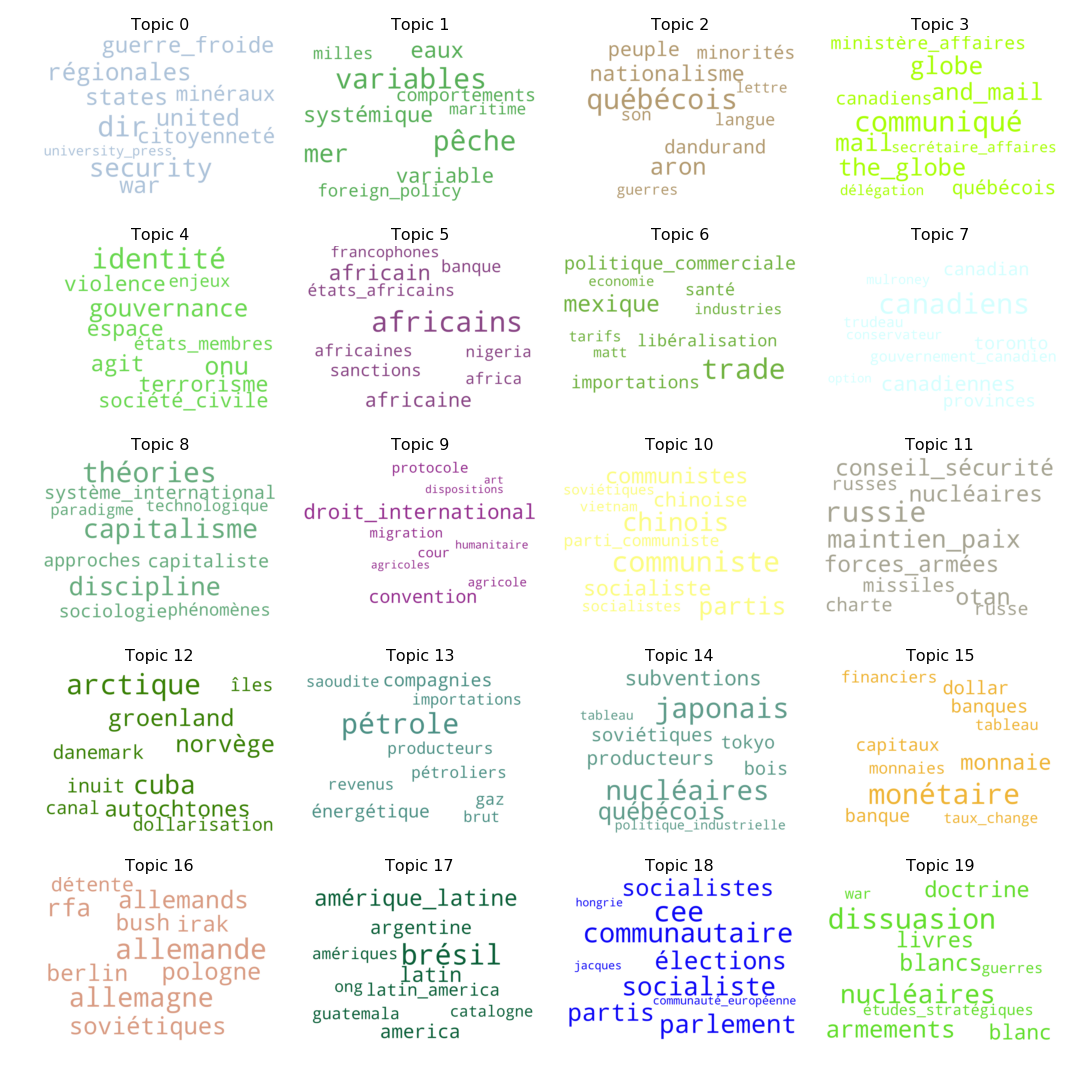 Topic 0
guerre_froide
régionales
states minéraux
dir united
citoyenneté
university_press
security
war
Topic 1
milles eaux
variables
comportements
systémique maritime
pêche
mer
variable
foreign_policy
Topic 2
peuple minorités
nationalisme
lettre
québécois
son langue
dandurand
aron
guerres
Topic 3
ministère_affaires
globe
canadiens and_mail
communiqué
mail secrétaire_affaires
the_globe
délégation québécois
Topic 4
identité
violence enjeux
gouvernance
espace
états_membres
agit onu
terrorisme
société_civile
Topic 5
francophones
africain banque
états_africains
africains
africaines nigeria
sanctions africa
africaine
Topic 6
politique_commerciale
economie santé
mexique industries
tarifs libéralisation
matt
trade
importations
Topic 7
canadian
mulroney
canadiens
trudeau
conservateur toronto
gouvernement_canadien
option canadiennes
provinces
Topic 8
théories
système_international
paradigme technologique
capitalisme
approches capitaliste
discipline
sociologie phénomènes
Topic 9
protocole
art
dispositions
droit_international
migration
cour humanitaire
agricoles
agricole
convention
Topic 10
communistes
soviétiques chinoise
vietnam
chinois
parti_communiste
communiste
socialiste
socialistes partis
Topic 11
conseil_sécurité
russes nucléaires
russie
maintien_paix
forces_armées
missiles
charte otan
russe
Topic 12
arctique îles
groenland
danemark norvège
inuit cuba
canal autochtones
dollarisation
Topic 13
saoudite compagnies
importations
pétrole
producteurs
pétroliers
revenus
énergétique gaz
brut
Topic 14
subventions
tableau japonais
soviétiques tokyo
producteurs bois
nucléaires
québécois
politique_industrielle
Topic 15
financiers
dollar
banques
tableau
capitaux
monnaies monnaie
monétaire
banque taux_change
Topic 16
détente
rfa allemands
bush irak
allemande
berlin pologne
allemagne
soviétiques
Topic 17
amérique_latine
argentine
amériques brésil
latin
ong latin_america
guatemala catalogne
america
Topic 18
socialistes
hongrie
cee
communautaire
jacques élections
socialiste
communauté_européenne
partis parlement
Topic 19
war doctrine
dissuasion
livres
blancs guerres
nucléaires
études_stratégiques
armements blanc